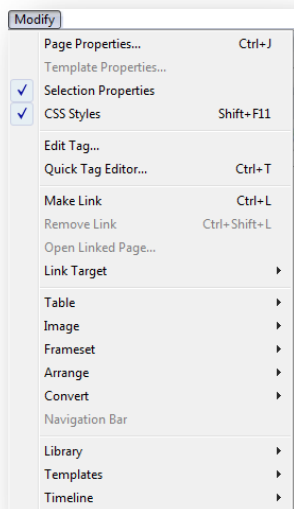 Modify
Page Properties... Ctrl+J
Template Properties...
Selection Properties
CSS Styles Shift+F11
Edit Tag...
Quick Tag Editor... Ctrl+T
Make Link Ctrl+L
Remove Link Ctrl+Shift+L
Open Linked Page...
Link Target
Table
Image
Frameset
Arrange
Convert
Navigation Bar
Library
Templates
Timeline